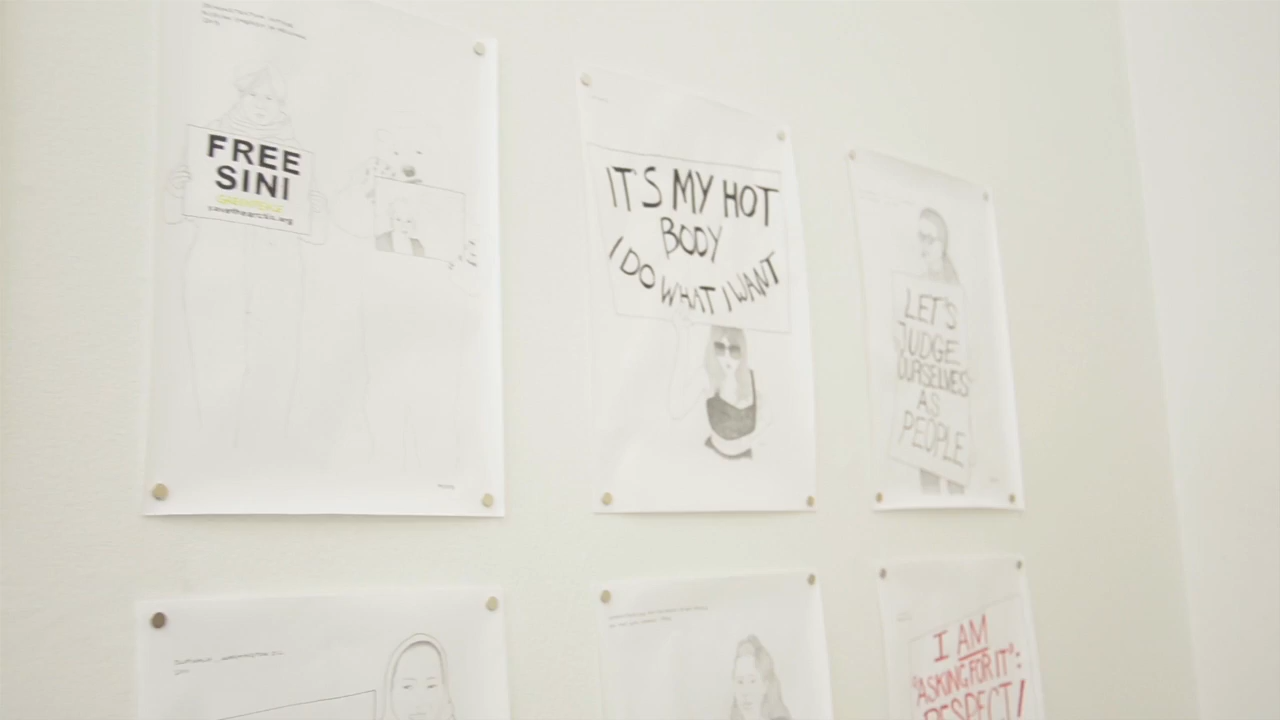 FREE
SINI
GREENPEACE
savethearctic.org
IT'S MY HOT
BODY
I DO WHAT I WANT
LET'S
JUDGE
OURSELVES
AS
PEOPLE
I AM
"ASKING FOR IT":
RESPECT!